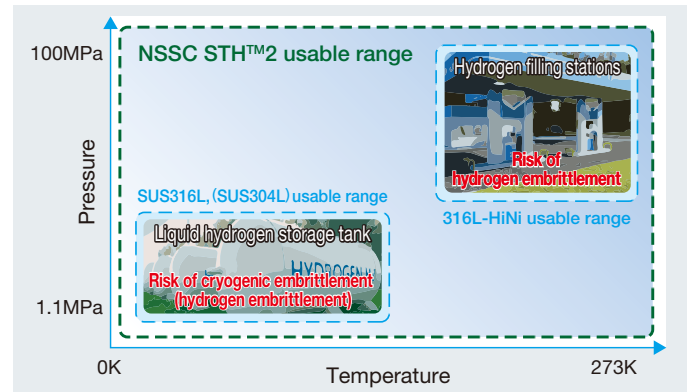 100MPa
NSSC STH™2 usable range
Hydrogen filling stations
Risk of
hydrogen embrittlement
316L-HiNi usable range
Pressure
SUS316L, (SUS304L) usable range
Liquid hydrogen storage tank
HYDROGEN
Risk of cryogenic embrittlement
(hydrogen embrittlement)
1.1MPa
0K
Temperature
273K